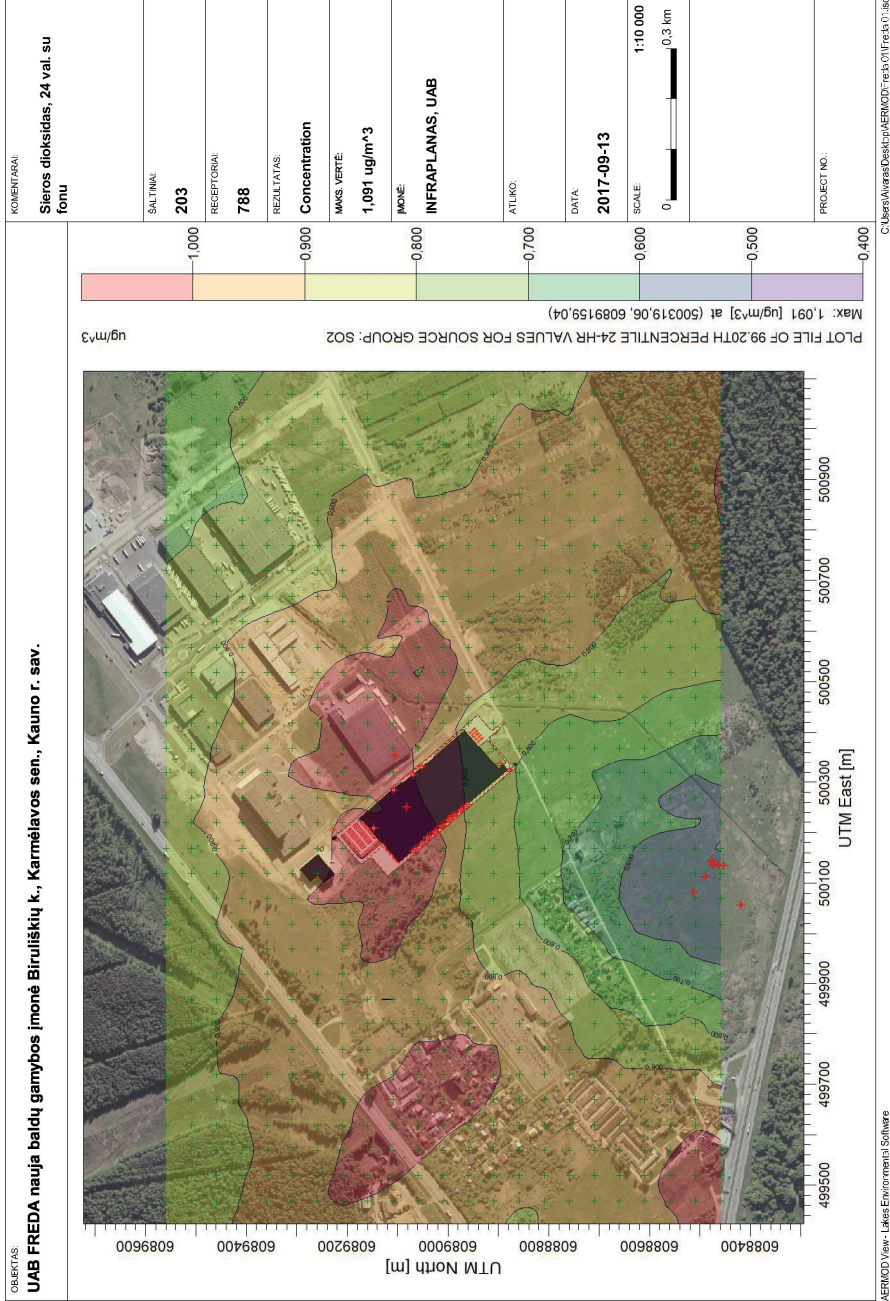 OBJEKTAS:
UAB FREDA nauja baldų gamybos įmonė Biruliškių k., Karmėlavos sen., Kauno r. sav.
UTM North [m]
6089600
6089400
6089200
6089000
6088800
6088600
6088400
UTM East [m]
499500
499700
499900
500100
500300
500500
500700
500900
PLOT FILE OF 99.20TH PERCENTILE 24-HR VALUES FOR SOURCE GROUP: SO2
ug/m^3
Max: 1,091 [ug/m^3] at (500319,06, 6089159,04)
0,400
0,500
0,600
0,700
0,800
0,900
1,000
KOMENTARAI:
Sieros dioksidas, 24 val. su
fonu
ŠALTINIAI:
203
RECEPTORIAI:
788
REZULTATAS:
Concentration
MAKS. VERTĖ:
1,091 ug/m^3
ĮMONĖ:
INFRAPLANAS, UAB
ATLIKO:
DATA:
2017-09-13
SCALE:
1:10 000
0
0,3 km
PROJECT NO.:
AERMOD View - Lakes Environmental Software